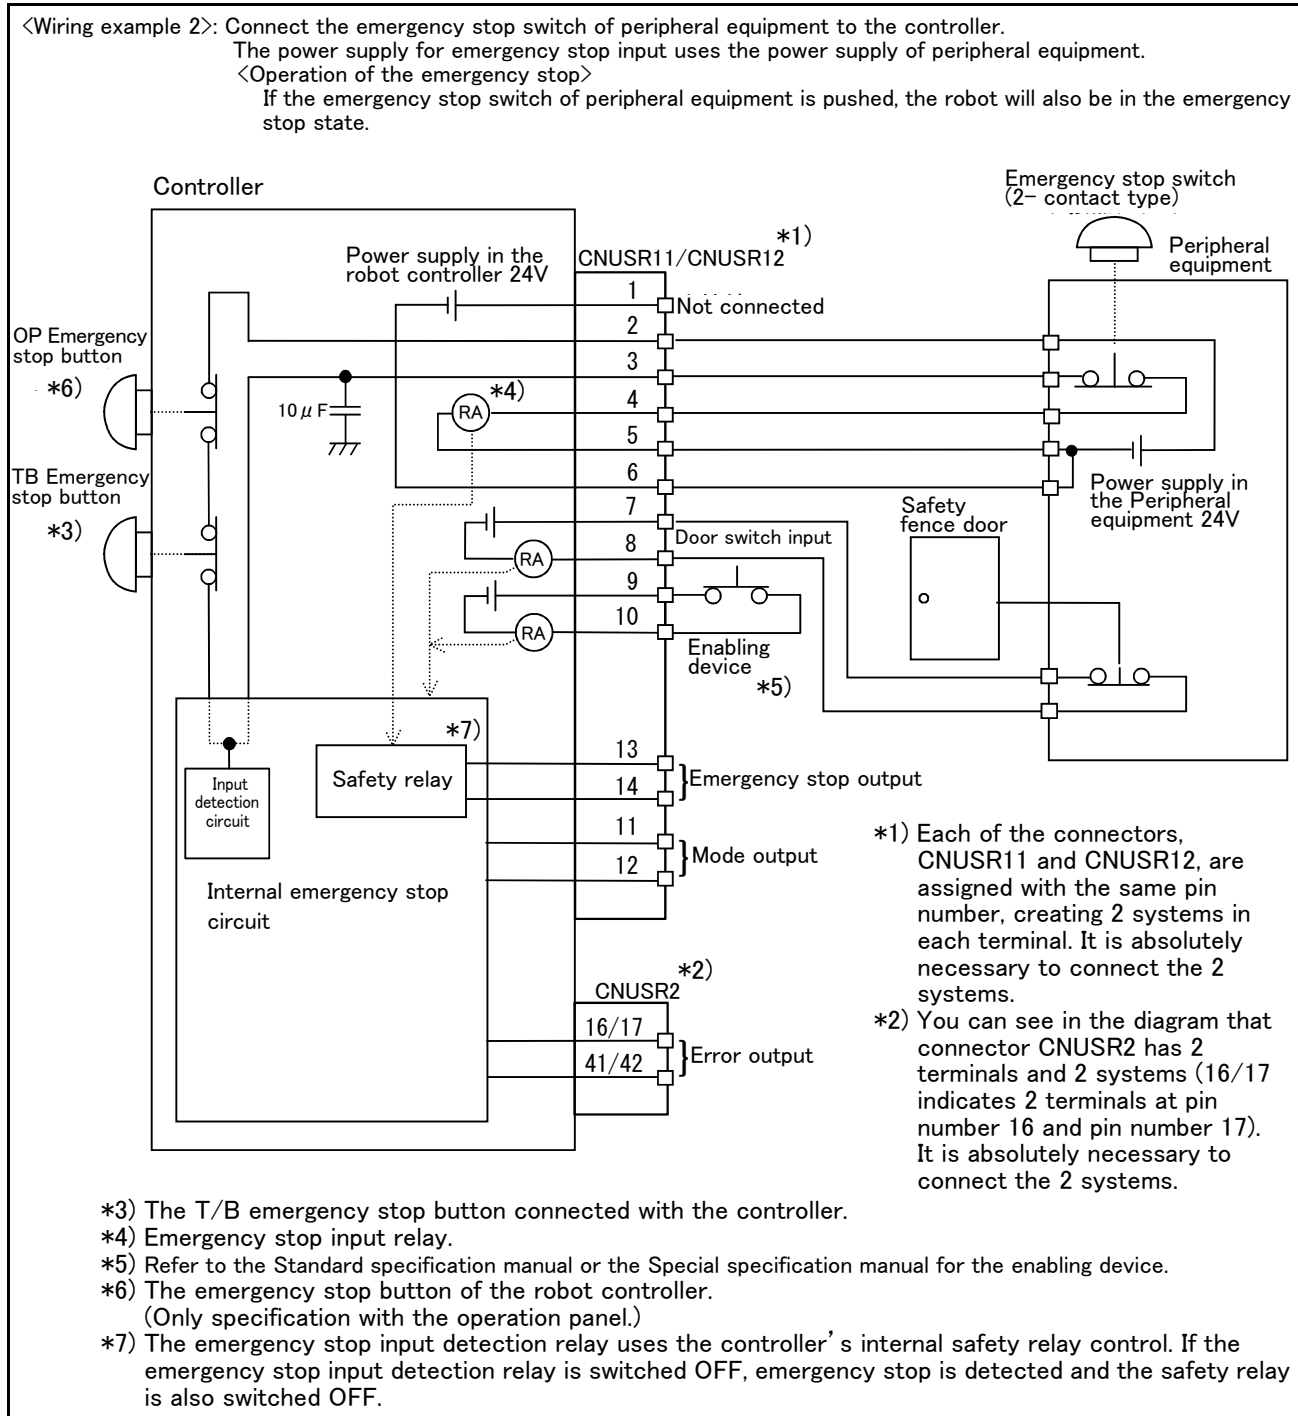 <Wiring example 2>: Connect the emergency stop switch of peripheral equipment to the controller.
The power supply for emergency stop input uses the power supply of peripheral equipment.
<Operation of the emergency stop>
If the emergency stop switch of peripheral equipment is pushed, the robot will also be in the emergency
stop state.
Controller
Emergency stop switch
(2- contact type)
*1)
Power supply in the
robot controller 24V
CNUSR11/CNUSR12
Peripheral
equipment
1
Not connected
2
OP Emergency
stop button
*6)
3
*4)
10μF
RA
4
5
6
TB Emergency
stop button
*3)
Power supply in
the Peripheral
equipment 24V
Safety
fence door
7
Door switch input
8
RA
9
10
RA
Enabling
device
*5)
*7)
Safety relay
13
14
Emergency stop output
Input
detection
circuit
11
12
Mode output
Internal emergency stop
circuit
*1) Each of the connectors,
CNUSR11 and CNUSR12, are
assigned with the same pin
number, creating 2 systems in
each terminal. It is absolutely
necessary to connect the 2
systems.
*2)
CNUSR2
16/17
41/42
Error output
*2) You can see in the diagram that
connector CNUSR2 has 2
terminals and 2 systems (16/17
indicates 2 terminals at pin
number 16 and pin number 17).
It is absolutely necessary to
connect the 2 systems.
*3) The T/B emergency stop button connected with the controller.
*4) Emergency stop input relay.
*5) Refer to the Standard specification manual or the Special specification manual for the enabling device.
*6) The emergency stop button of the robot controller.
(Only specification with the operation panel.)
*7) The emergency stop input detection relay uses the controller's internal safety relay control. If the
emergency stop input detection relay is switched OFF, emergency stop is detected and the safety relay
is also switched OFF.